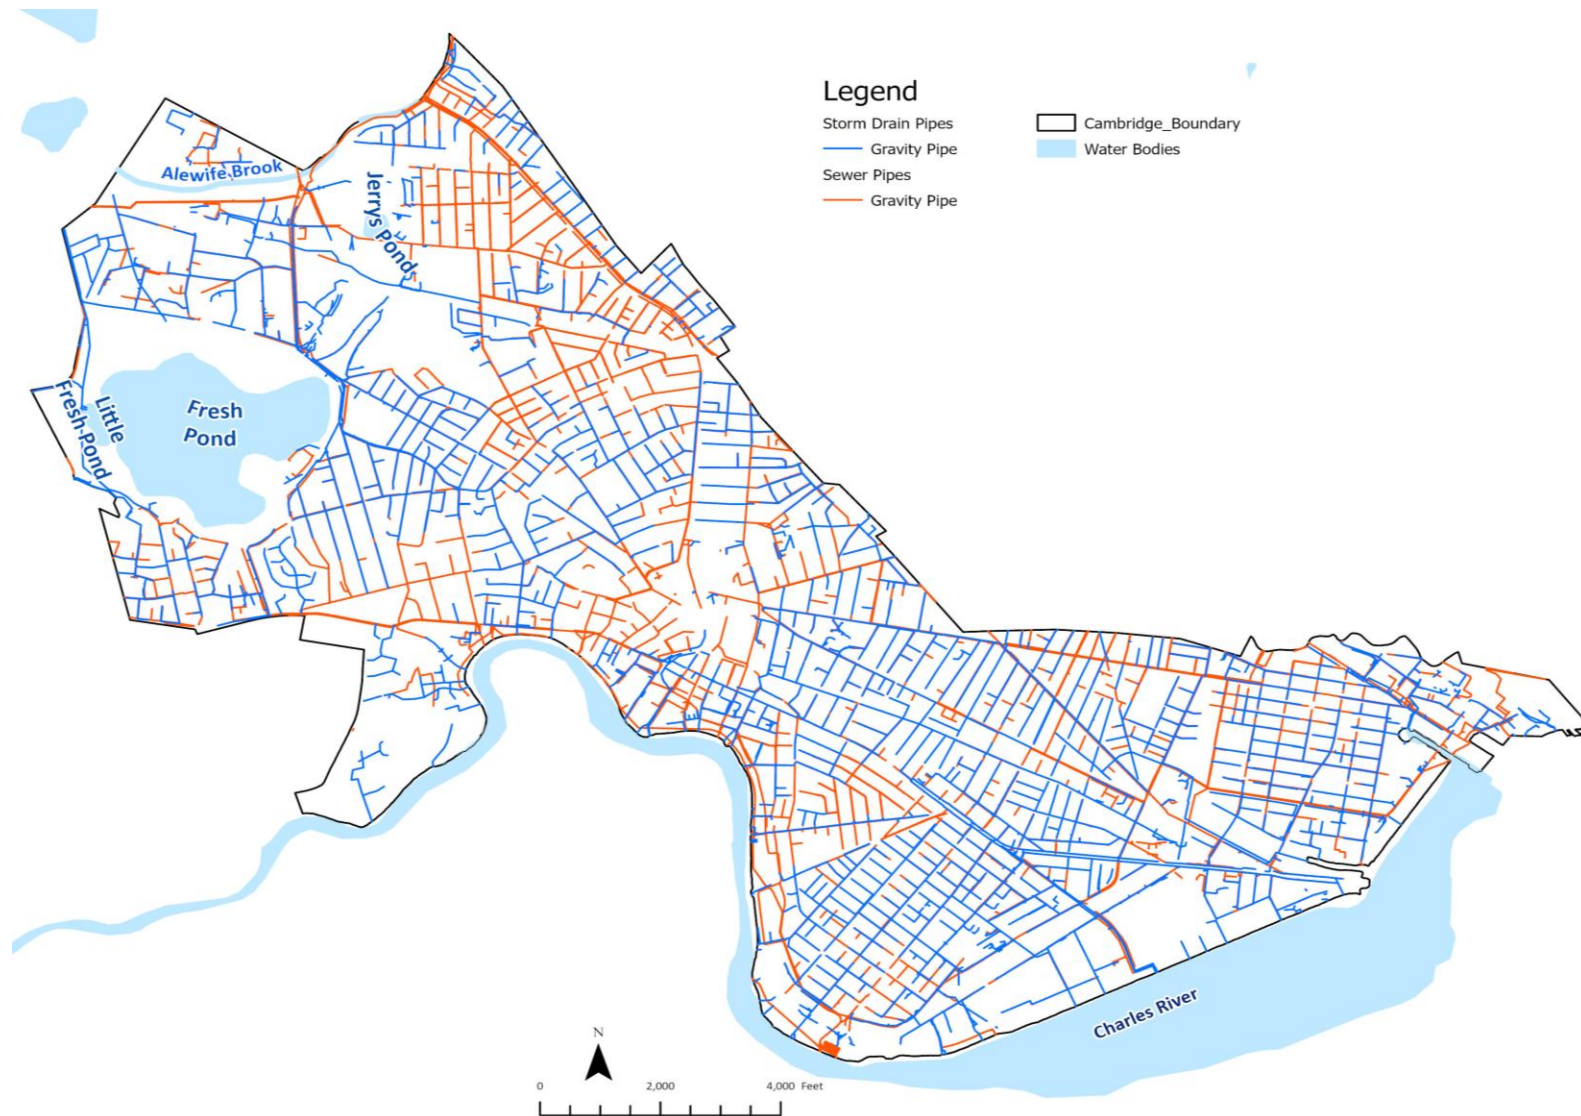 Legend
Storm Drain Pipes
Gravity Pipe
Sewer Pipes
Gravity Pipe
Cambridge_Boundary
Water Bodies
Alewife Brook
Jerrys Pond
Little
Fresh Pond
Fresh
Pond
Charles River
N
0 2,000 4,000 Feet